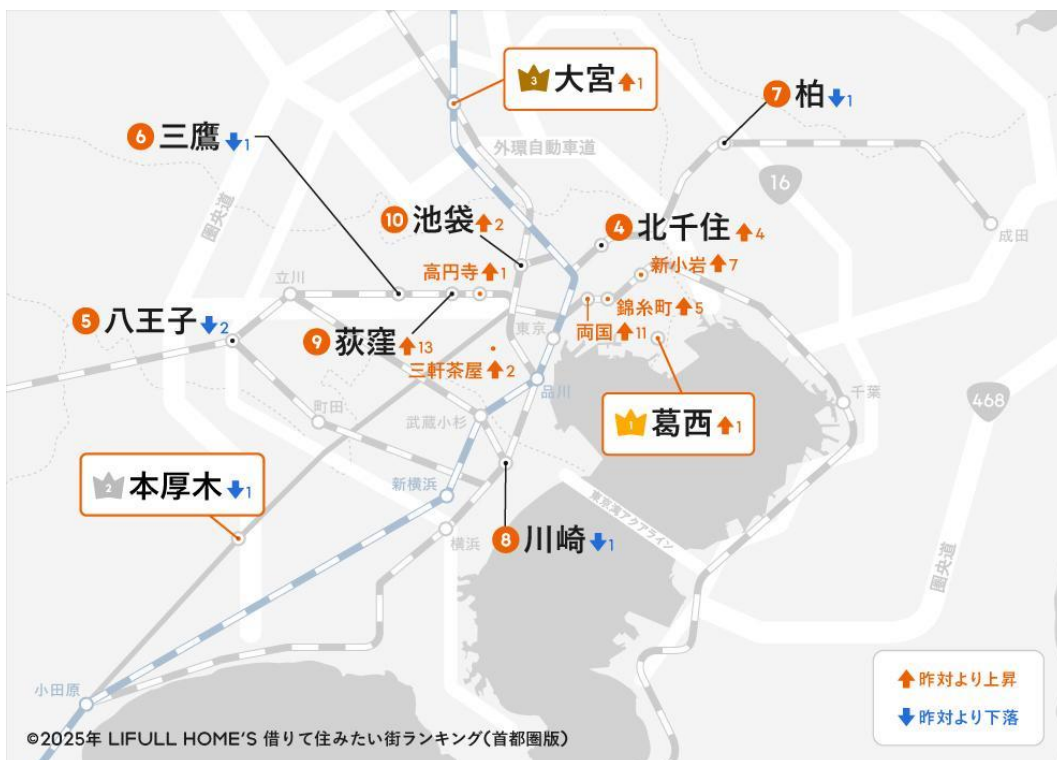 3 大宮 1
7 柏 1
6 三鷹 1
外環自動車道
16
圏央道
10 池袋 2
4 北千住 4
成田
新小岩 7
高円寺 1
立川
錦糸町 5
5 八王子 2
東京
両国 11
9 荻窪 13
三軒茶屋 2
品川
千葉
468
町田
武蔵小杉
1 葛西 1
2 本厚木 1
新横浜
東京湾アクアライン
横浜
8 川崎 1
圏央道
小田原
昨対より上昇
昨対より下落
©2025年 LIFULL HOME'S 借りて住みたい街ランキング(首都圏版)